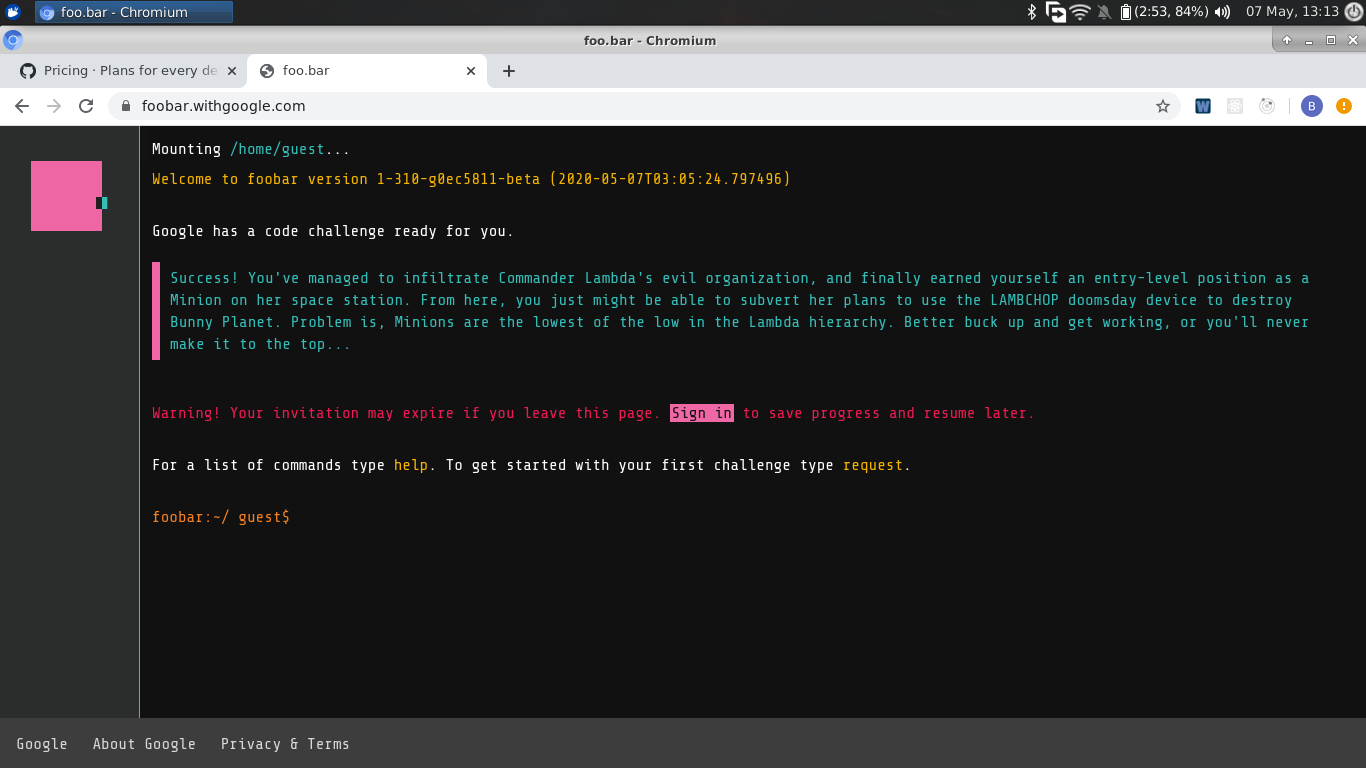 foo.bar - Chromium
(2:53, 84%)
07 May, 13:13
foo.bar - Chromium
Pricing · Plans for every de
foo.bar
foobar.withgoogle.com
W
B
Mounting /home/guest...
Welcome to foobar version 1-310-g0ec5811-beta (2020-05-07T03:05:24.797496)
Google has a code challenge ready for you.
Success! You've managed to infiltrate Commander Lambda's evil organization, and finally earned yourself an entry-level position as a
Minion on her space station. From here, you just might be able to subvert her plans to use the LAMBCHOP doomsday device to destroy
Bunny Planet. Problem is, Minions are the lowest of the low in the Lambda hierarchy. Better buck up and get working, or you'll never
make it to the top...
Warning! Your invitation may expire if you leave this page. Sign in to save progress and resume later.
For a list of commands type help. To get started with your first challenge type request.
foobar:~/ guest$
Google About Google Privacy & Terms